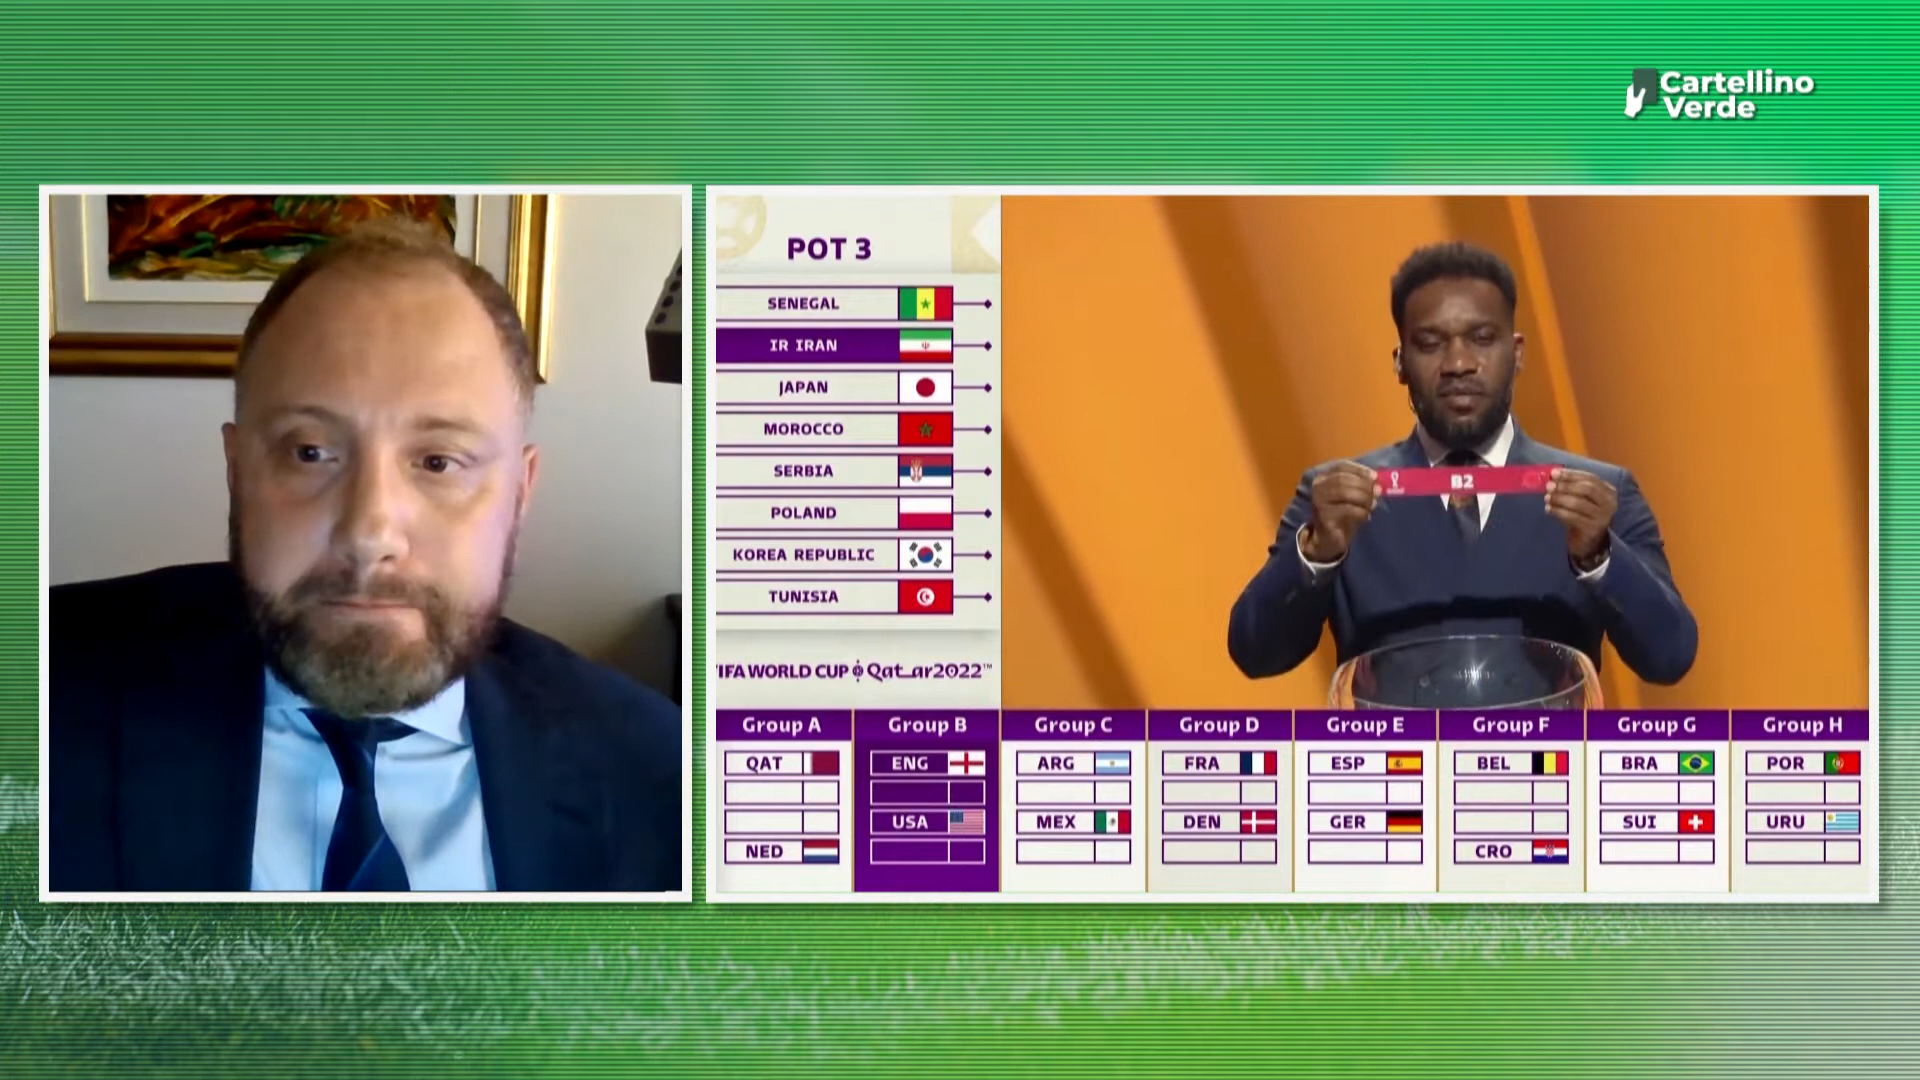 Cartellino
Verde
POT 3
SENEGAL
IR IRAN
JAPAN
MOROCCO
SERBIA
POLAND
KOREA REPUBLIC
TUNISIA
FIFA WORLD CUP Qatar2022™
B2
Group A
QAT
NED
Group B
ENG
USA
Group C
ARG
MEX
Group D
FRA
DEN
Group E
ESP
GER
Group F
BEL
CRO
Group G
BRA
SUI
Group H
POR
URU